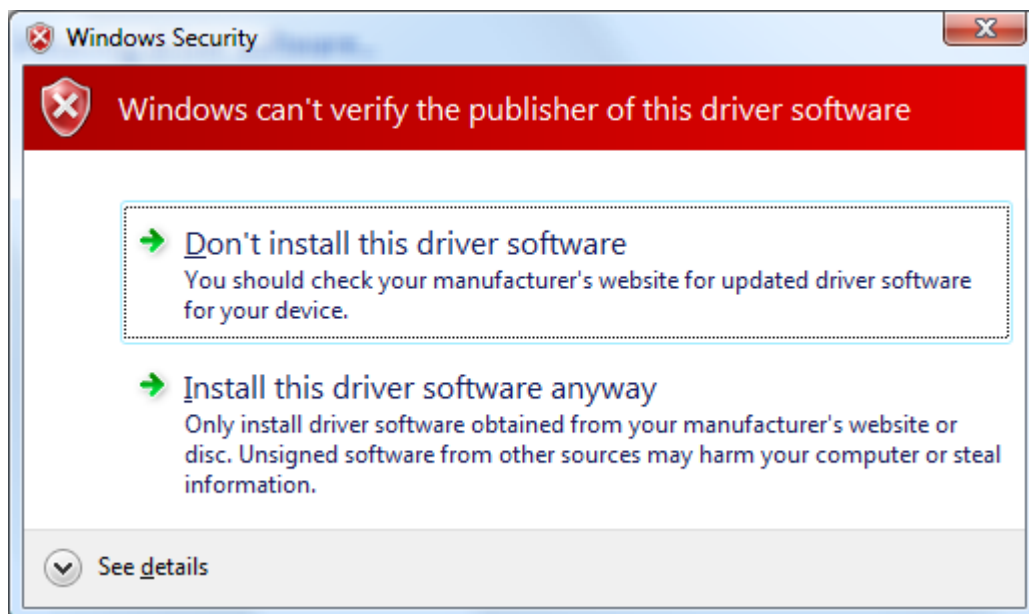 Windows Security
Windows can't verify the publisher of this driver software
Don't install this driver software
You should check your manufacturer's website for updated driver software
for your device.
Install this driver software anyway
Only install driver software obtained from your manufacturer's website or
disc. Unsigned software from other sources may harm your computer or steal
information.
See details